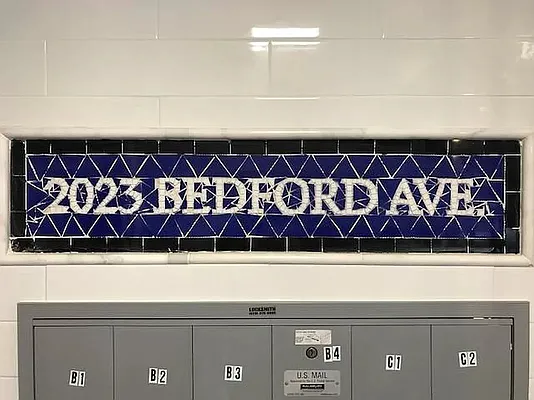 2023 BEDFORD AVE.
LOCKSMITH
B1
B2
B3
B4
C1
C2
U.S. MAIL